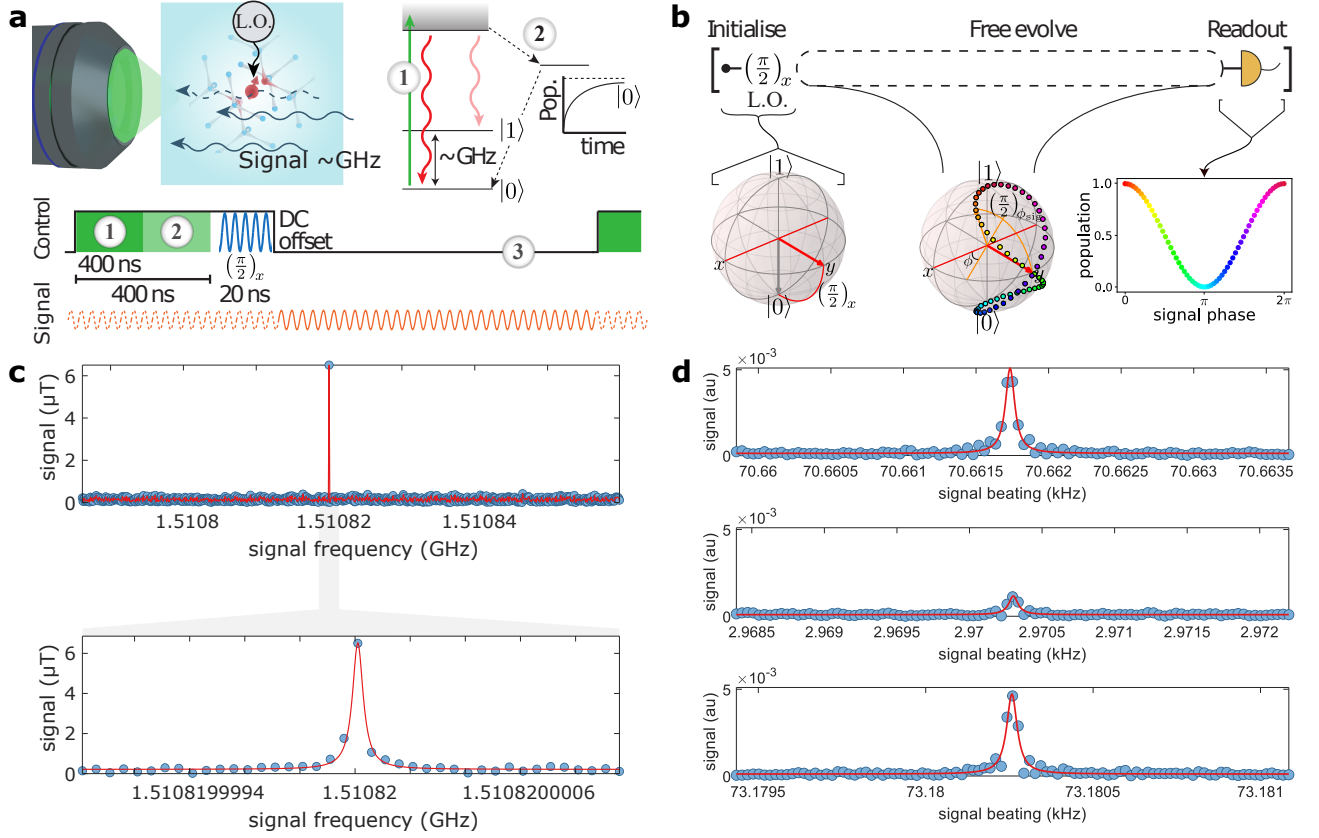 a
L.O.
Signal ~GHz
1
2
|1⟩
|0⟩
~GHz
Pop.
|0⟩
time
Control
1
2
DC
offset
3
400 ns
(π/2)x
400 ns
20 ns
Signal
b
Initialise
Free evolve
Readout
(π/2)x
L.O.
|1⟩
x
y
|0⟩
(π/2)x
|1⟩
(π/2)ϕsig
ϕ
x
|0⟩
population
1.0
0.5
0.0
0
π
2π
signal phase
c
signal (μT)
6
4
2
0
1.5108
1.51082
1.51084
signal frequency (GHz)
signal (μT)
6
4
2
0
1.5108199994
1.51082
1.5108200006
signal frequency (GHz)
d
×10⁻³
signal (au)
5
0
70.66
70.6605
70.661
70.6615
70.662
70.6625
70.663
70.6635
signal beating (kHz)
×10⁻³
signal (au)
5
0
2.9685
2.969
2.9695
2.97
2.9705
2.971
2.9715
2.972
signal beating (kHz)
×10⁻³
signal (au)
5
0
73.1795
73.18
73.1805
73.181
signal beating (kHz)